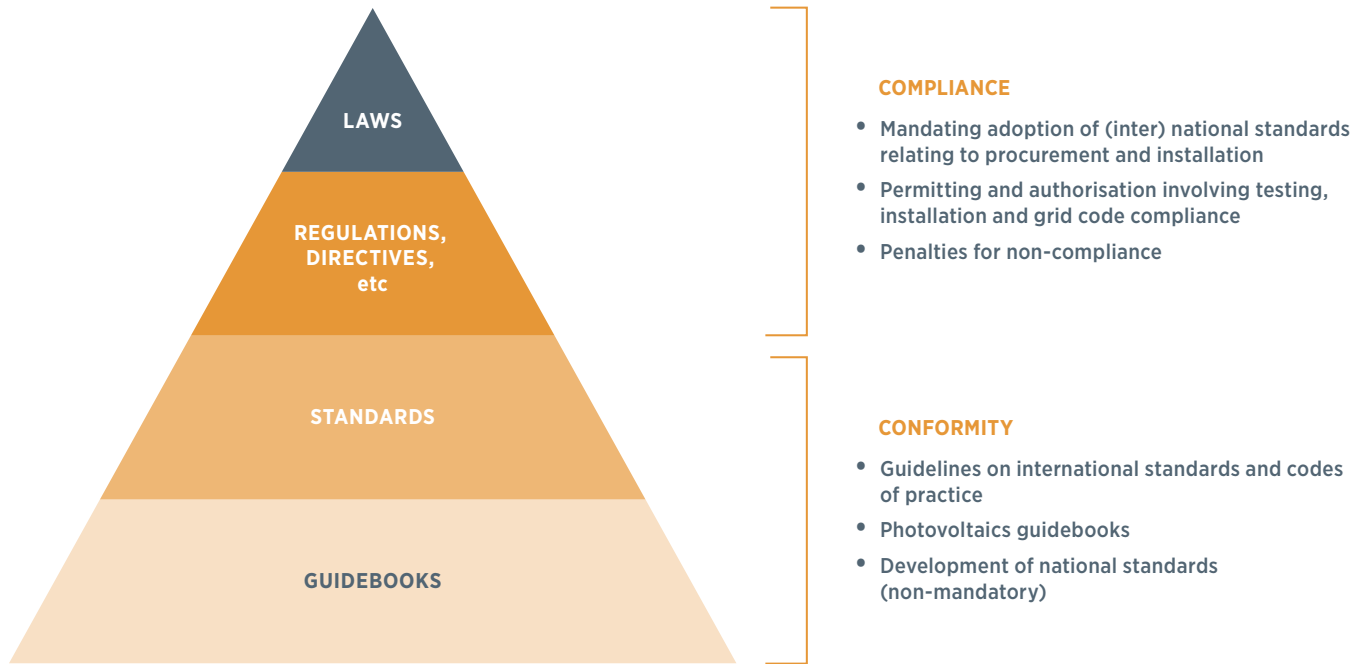 LAWS
REGULATIONS,
DIRECTIVES,
etc
STANDARDS
GUIDEBOOKS
COMPLIANCE
• Mandating adoption of (inter) national standards
relating to procurement and installation
• Permitting and authorisation involving testing,
installation and grid code compliance
• Penalties for non-compliance
CONFORMITY
• Guidelines on international standards and codes
of practice
• Photovoltaics guidebooks
• Development of national standards
(non-mandatory)